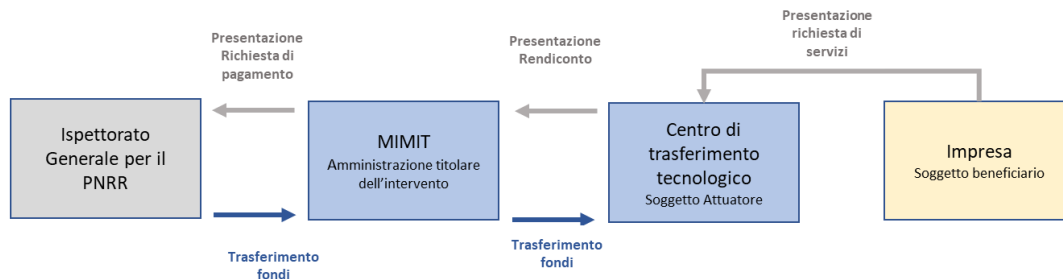 Presentazione
Richiesta di
pagamento
Presentazione
Rendiconto
Presentazione
richiesta di
servizi
Ispettorato
Generale per il
PNRR
MIMIT
Amministrazione titolare
dell'intervento
Centro di
trasferimento
tecnologico
Soggetto Attuatore
Impresa
Soggetto beneficiario
Trasferimento
fondi
Trasferimento
fondi